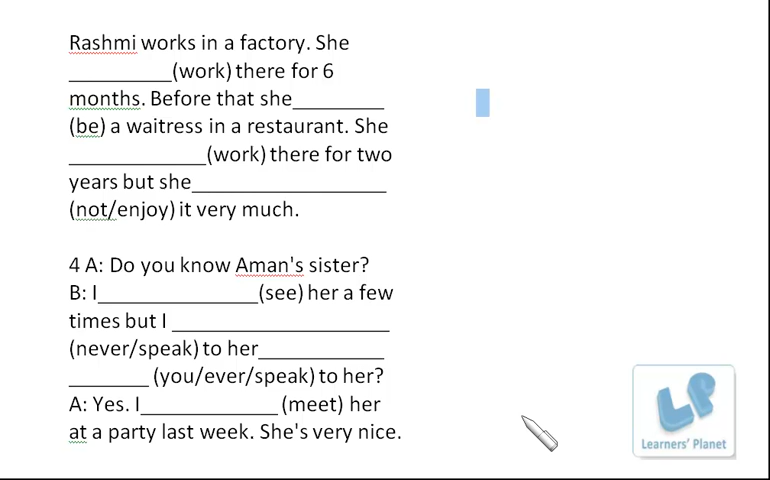 Rashmi works in a factory. She
__________(work) there for 6
months. Before that she_________
(be) a waitress in a restaurant. She
_____________(work) there for two
years but she___________________
(not/enjoy) it very much.
4 A: Do you know Aman's sister?
B: I_______________(see) her a few
times but I _____________________
(never/speak) to her____________
________ (you/ever/speak) to her?
A: Yes. I_____________ (meet) her
at a party last week. She's very nice.
LP
Learners' Planet